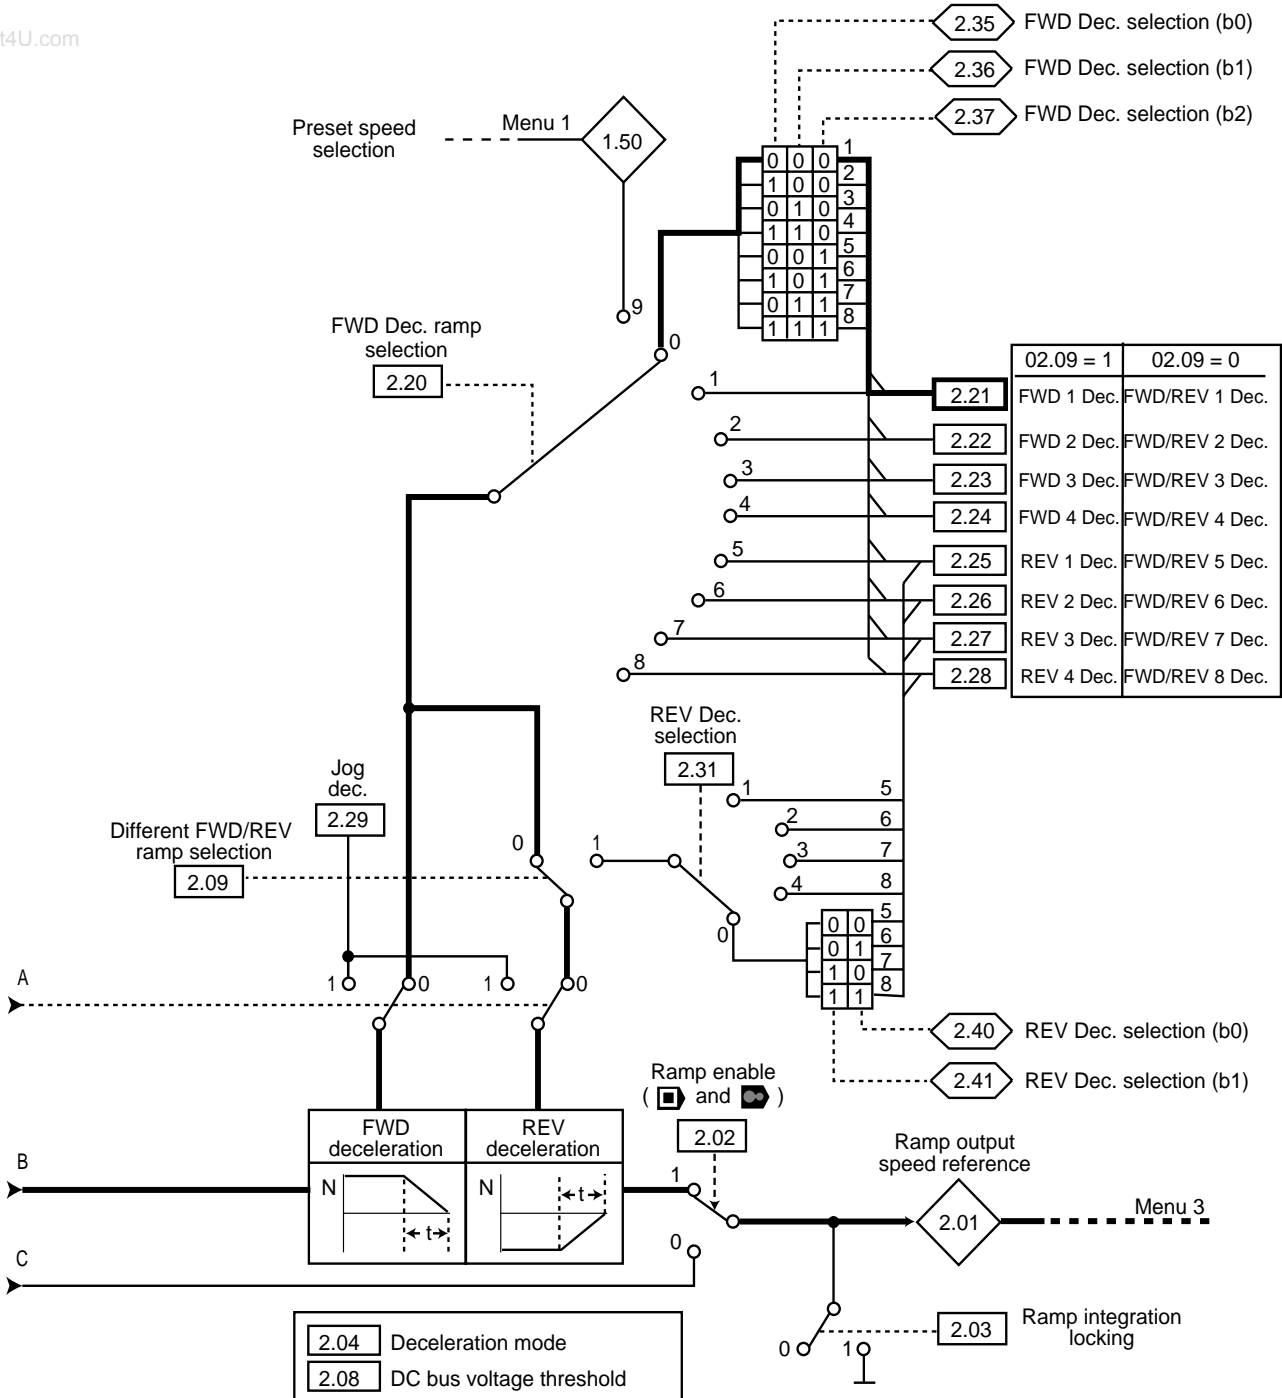 t4U.com
2.35 FWD Dec. selection (b0)
2.36 FWD Dec. selection (b1)
2.37 FWD Dec. selection (b2)
Preset speed
selection
Menu 1
1.50
0 0 0 1
1 0 0 2
0 1 0 3
1 1 0 4
0 0 1 5
1 0 1 6
0 1 1 7
1 1 1 8
9
0
FWD Dec. ramp
selection
2.20
02.09 = 1 02.09 = 0
1 2.21 FWD 1 Dec. FWD/REV 1 Dec.
2 2.22 FWD 2 Dec. FWD/REV 2 Dec.
3 2.23 FWD 3 Dec. FWD/REV 3 Dec.
4 2.24 FWD 4 Dec. FWD/REV 4 Dec.
5 2.25 REV 1 Dec. FWD/REV 5 Dec.
6 2.26 REV 2 Dec. FWD/REV 6 Dec.
7 2.27 REV 3 Dec. FWD/REV 7 Dec.
8 2.28 REV 4 Dec. FWD/REV 8 Dec.
REV Dec.
selection
2.31
Jog
dec.
2.29
Different FWD/REV
ramp selection
2.09
0
1
0
1 5
2 6
3 7
4 8
0 0 5
0 1 6
1 0 7
1 1 8
1 0 1 0
A
2.40 REV Dec. selection (b0)
2.41 REV Dec. selection (b1)
Ramp enable
( and )
2.02
FWD
deceleration
REV
deceleration
N t
N t
B
C
1
0
Ramp output
speed reference
2.01
Menu 3
0 1
2.03
Ramp integration
locking
2.04 Deceleration mode
2.08 DC bus voltage threshold